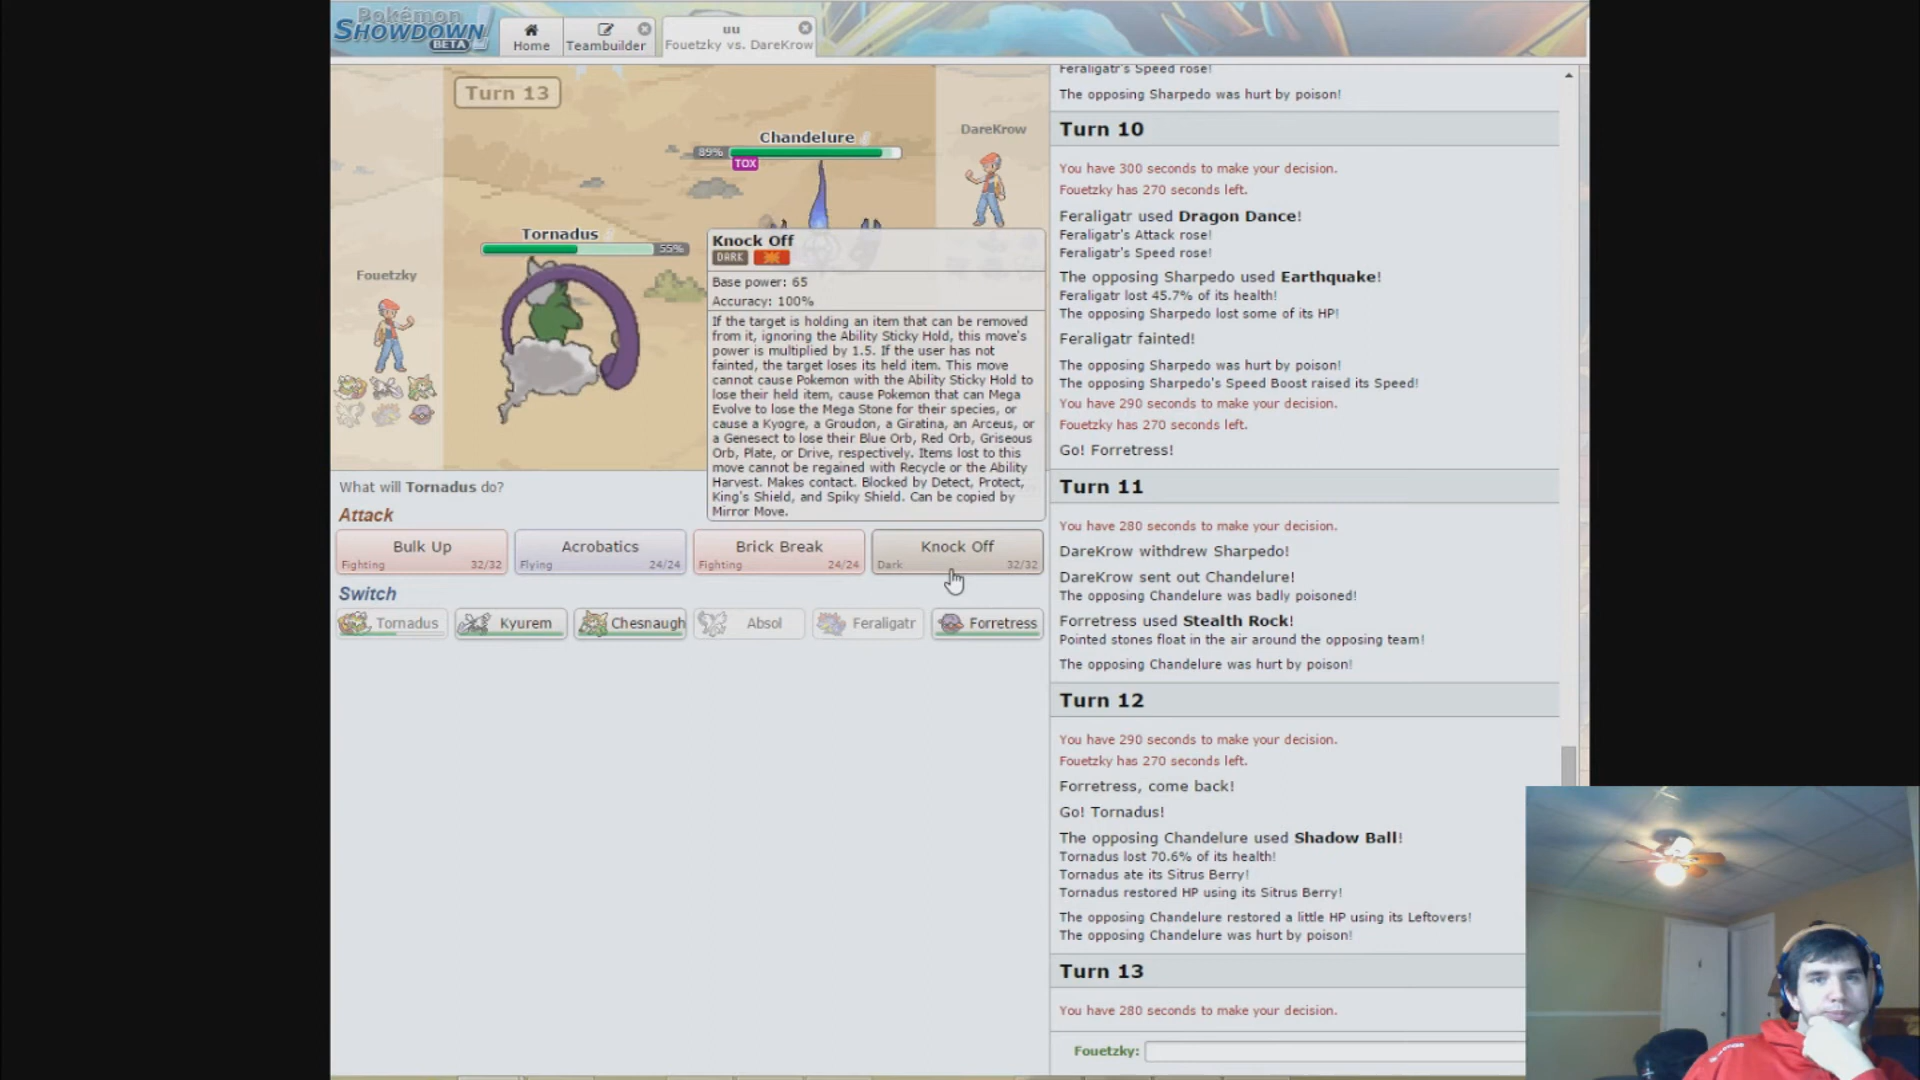 Pokémon
SHOWDOWN
BETA
Home
Teambuilder
uu
Fouetzky vs. DareKrow
Turn 13
Chandelure
89%
TOX
DareKrow
Tornadus
55%
Fouetzky
Knock Off
DARK
Base power: 65
Accuracy: 100%
If the target is holding an item that can be removed
from it, ignoring the Ability Sticky Hold, this move's
power is multiplied by 1.5. If the user has not
fainted, the target loses its held item. This move
cannot cause Pokemon with the Ability Sticky Hold to
lose their held item, cause Pokemon that can Mega
Evolve to lose the Mega Stone for their species, or
cause a Kyogre, a Groudon, a Giratina, an Arceus, or
a Genesect to lose their Blue Orb, Red Orb, Griseous
Orb, Plate, or Drive, respectively. Items lost to this
move cannot be regained with Recycle or the Ability
Harvest. Makes contact. Blocked by Detect, Protect,
King's Shield, and Spiky Shield. Can be copied by
Mirror Move.
What will Tornadus do?
Attack
Bulk Up
Fighting 32/32
Acrobatics
Flying 24/24
Brick Break
Fighting 24/24
Knock Off
Dark 32/32
Switch
Tornadus
Kyurem
Chesnaugh
Absol
Feraligatr
Forretress
Feraligatr's Speed rose!
The opposing Sharpedo was hurt by poison!
Turn 10
You have 300 seconds to make your decision.
Fouetzky has 270 seconds left.
Feraligatr used Dragon Dance!
Feraligatr's Attack rose!
Feraligatr's Speed rose!
The opposing Sharpedo used Earthquake!
Feraligatr lost 45.7% of its health!
The opposing Sharpedo lost some of its HP!
Feraligatr fainted!
The opposing Sharpedo was hurt by poison!
The opposing Sharpedo's Speed Boost raised its Speed!
You have 290 seconds to make your decision.
Fouetzky has 270 seconds left.
Go! Forretress!
Turn 11
You have 280 seconds to make your decision.
DareKrow withdrew Sharpedo!
DareKrow sent out Chandelure!
The opposing Chandelure was badly poisoned!
Forretress used Stealth Rock!
Pointed stones float in the air around the opposing team!
The opposing Chandelure was hurt by poison!
Turn 12
You have 290 seconds to make your decision.
Fouetzky has 270 seconds left.
Forretress, come back!
Go! Tornadus!
The opposing Chandelure used Shadow Ball!
Tornadus lost 70.6% of its health!
Tornadus ate its Sitrus Berry!
Tornadus restored HP using its Sitrus Berry!
The opposing Chandelure restored a little HP using its Leftovers!
The opposing Chandelure was hurt by poison!
Turn 13
You have 280 seconds to make your decision.
Fouetzky: